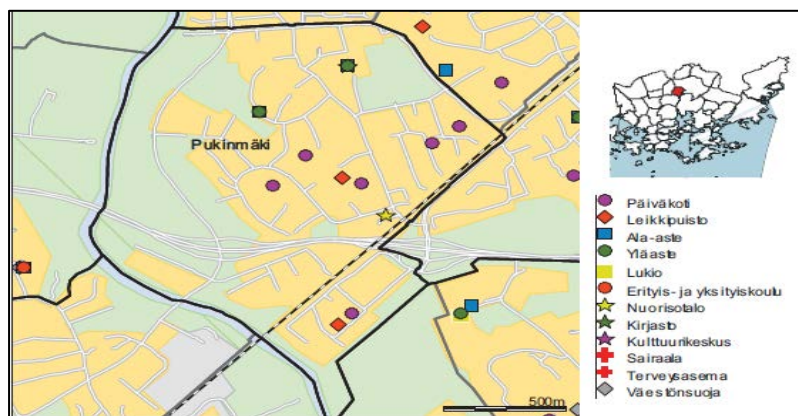 Pukinmäki
500m
Päiväkoti
Leikkipuisto
Ala-aste
Yläaste
Lukio
Erityis- ja yksityiskoulu
Nuorisotalo
Kirjasto
Kulttuurikeskus
Sairaala
Terveysasema
Väestönsuoja